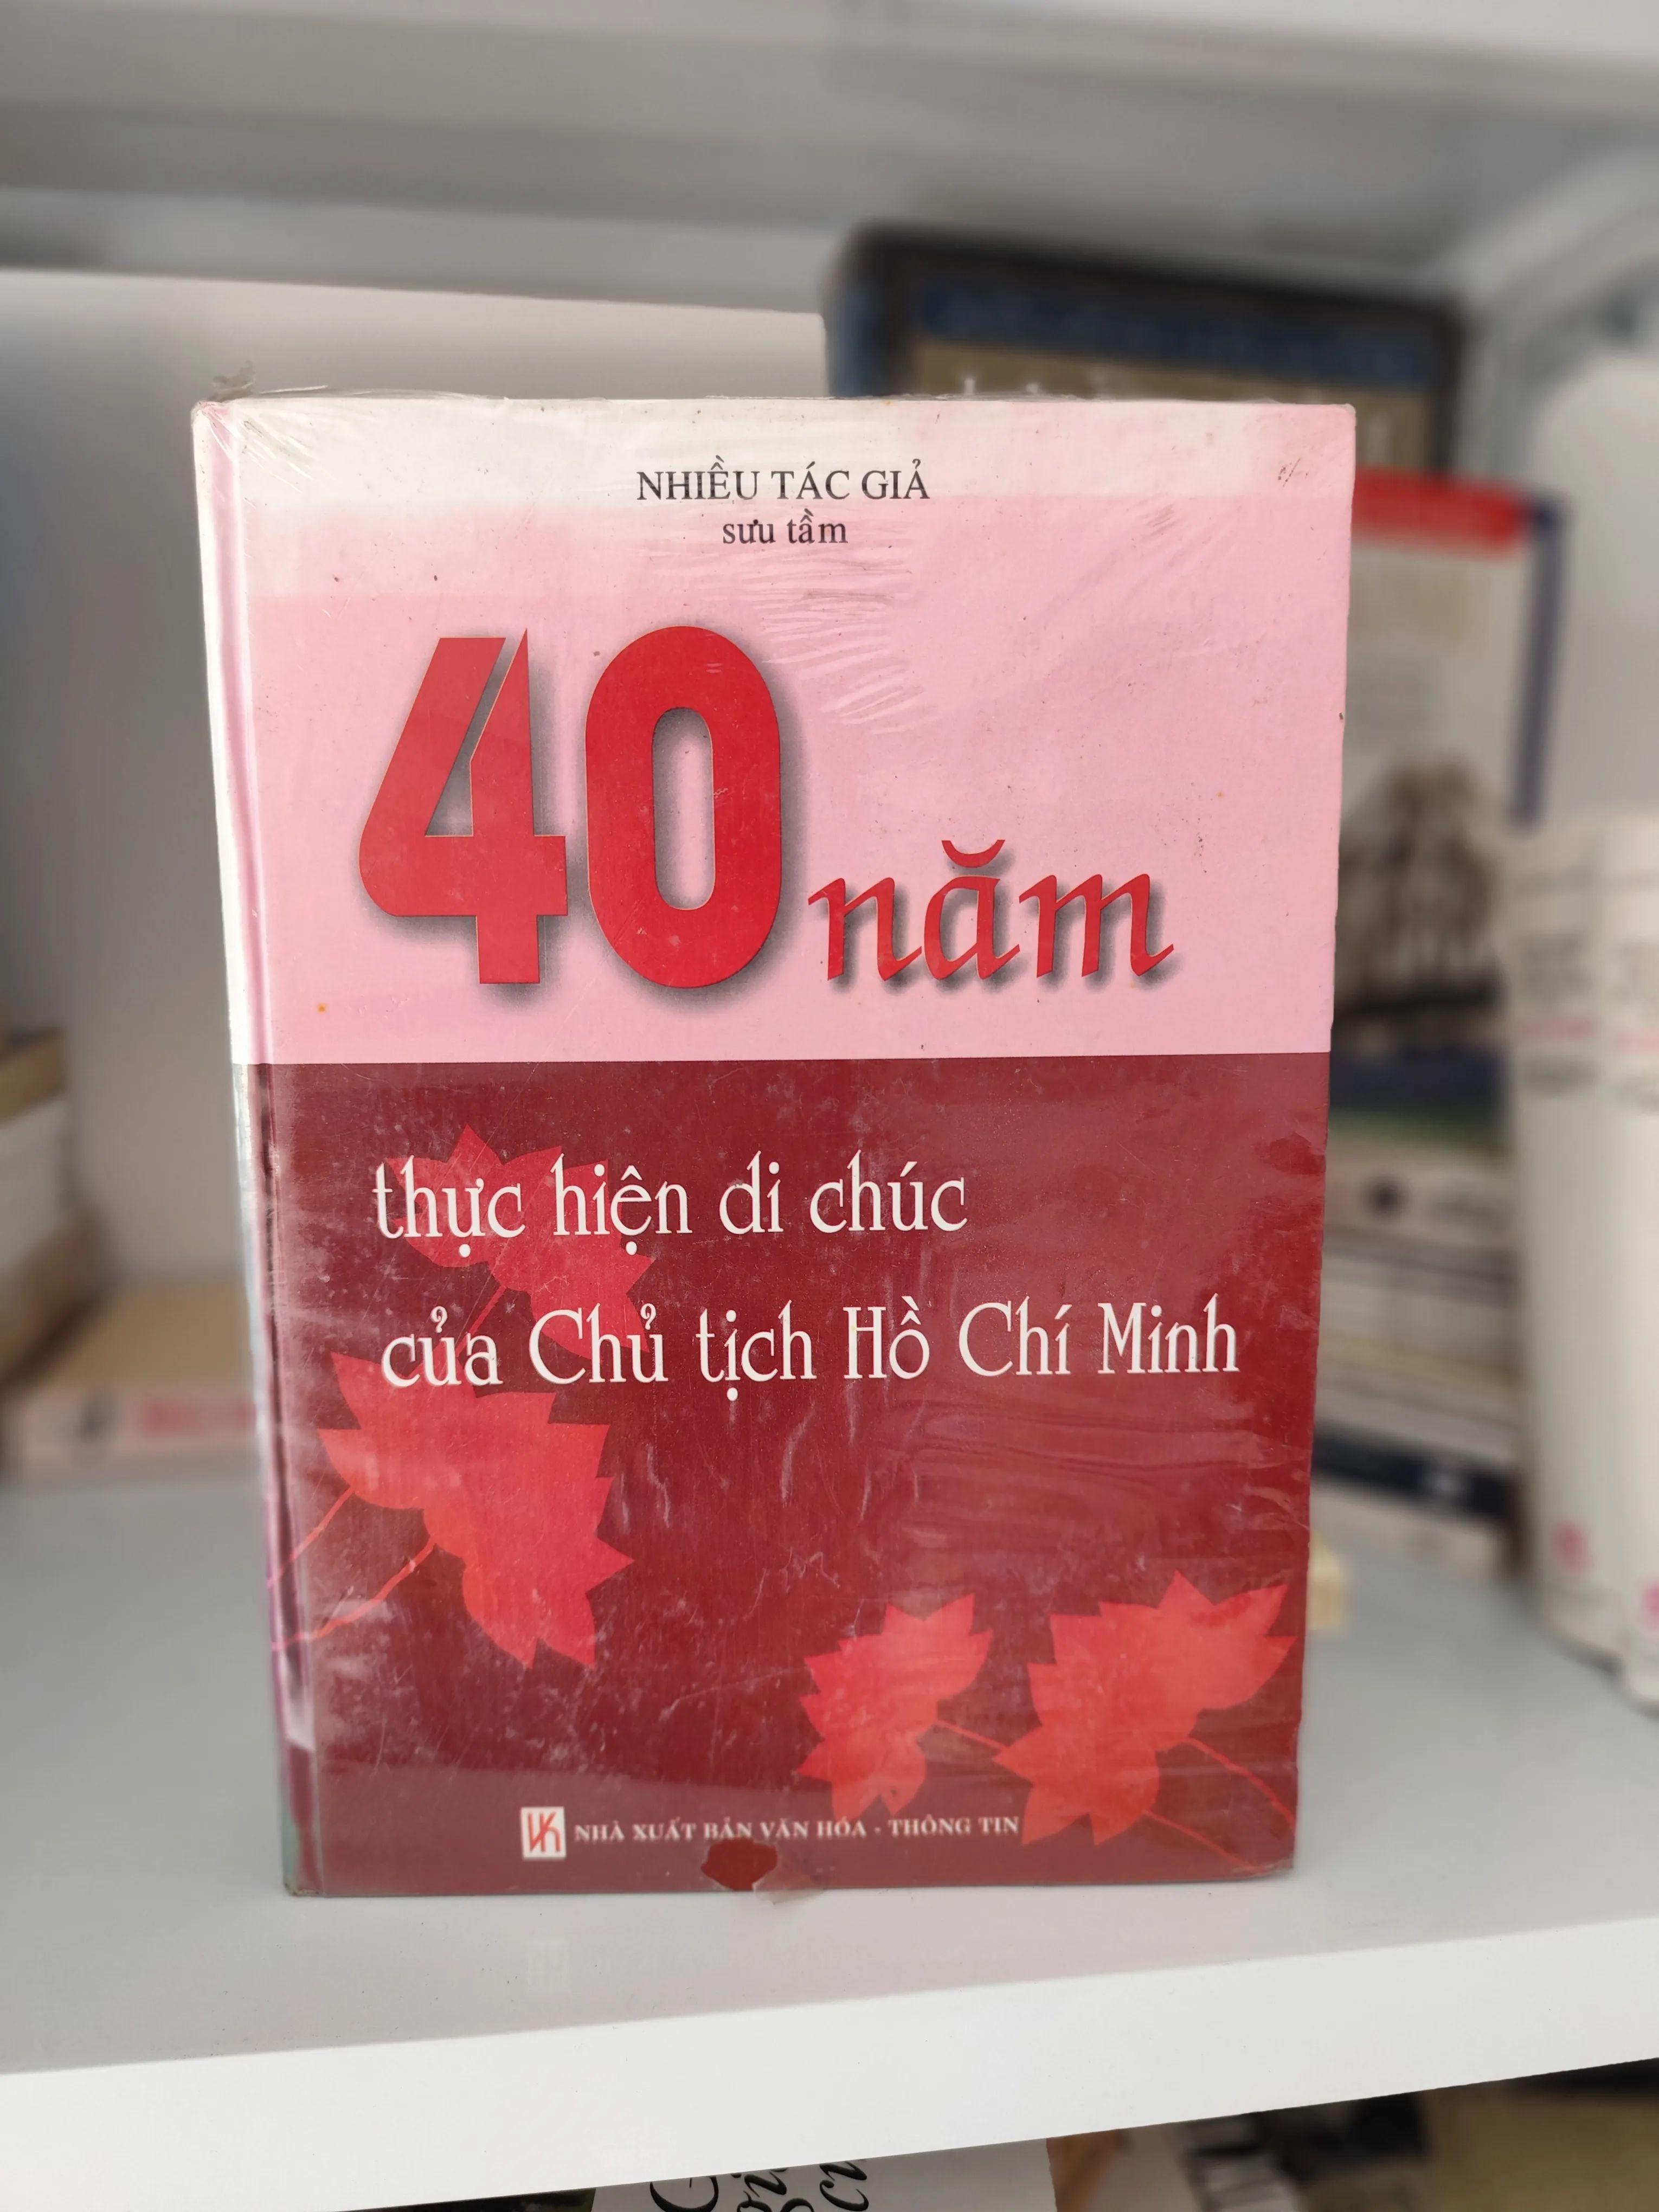 NHIỀU TÁC GIẢ
sưu tầm
40 năm
thực hiện di chúc
của Chủ tịch Hồ Chí Minh
NHÀ XUẤT BẢN VĂN HÓA - THÔNG TIN